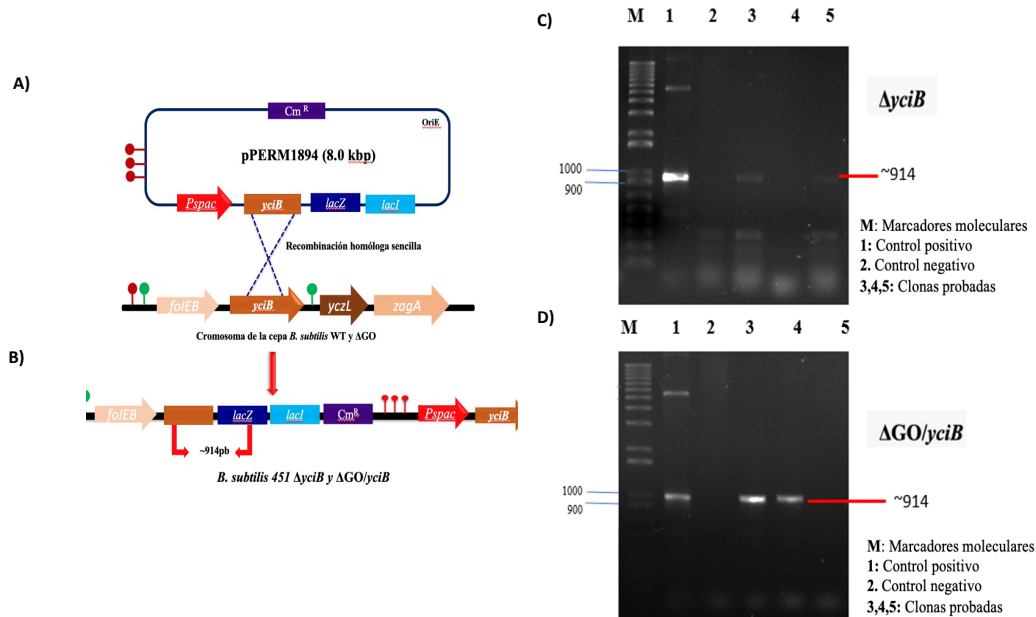 A)
Cm R
OriE
pPERM1894 (8.0 kbp)
Pspac
yciB
lacZ
lacI
Recombinación homóloga sencilla
folEB
yciB
yczL
zagA
Cromosoma de la cepa B. subtilis WT y ΔGO
B)
folEB
lacZ
lacI
CmR
Pspac
yciB
~914pb
B. subtilis 451 ΔyciB y ΔGO/yciB
C)
M 1 2 3 4 5
1000
900
ΔyciB
~914
M: Marcadores moleculares
1: Control positivo
2. Control negativo
3,4,5: Clonas probadas
D)
M 1 2 3 4 5
1000
900
ΔGO/yciB
~914
M: Marcadores moleculares
1: Control positivo
2. Control negativo
3,4,5: Clonas probadas